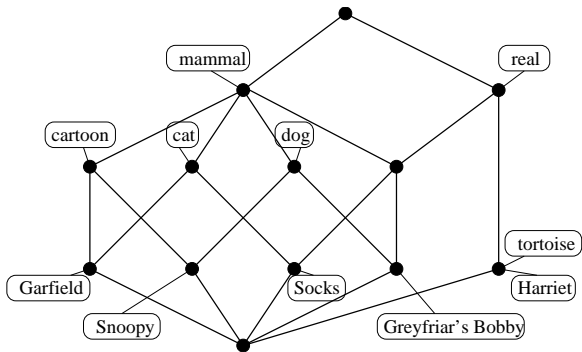 mammal
real
cartoon
cat
dog
tortoise
Garfield
Socks
Harriet
Snoopy
Greyfriar's Bobby